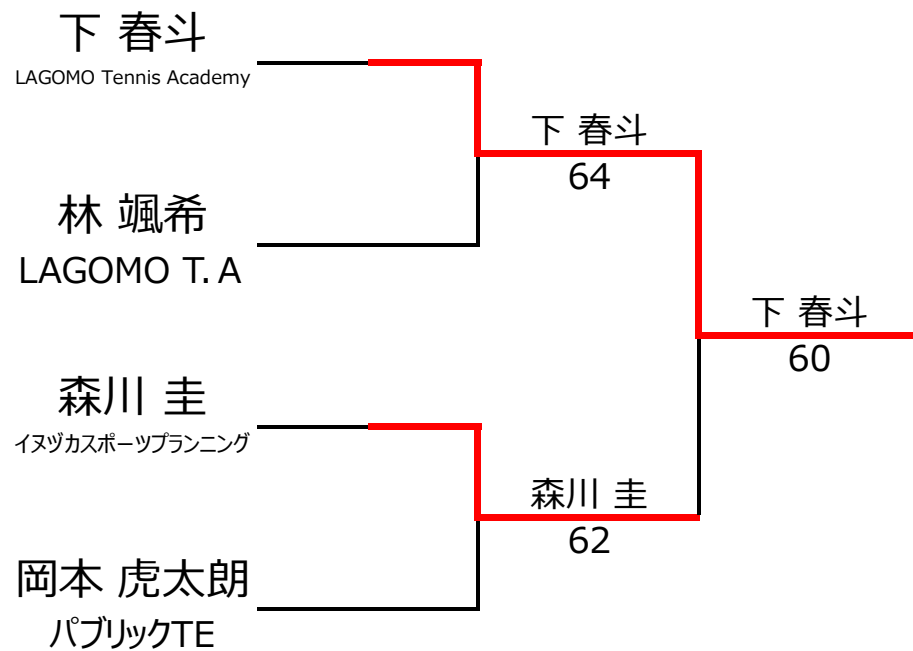 下 春斗
LAGOMO Tennis Academy
下 春斗
64
林 颯希
LAGOMO T. A
下 春斗
60
森川 圭
イヌヅカスポーツプランニング
森川 圭
62
岡本 虎太朗
パブリックTE